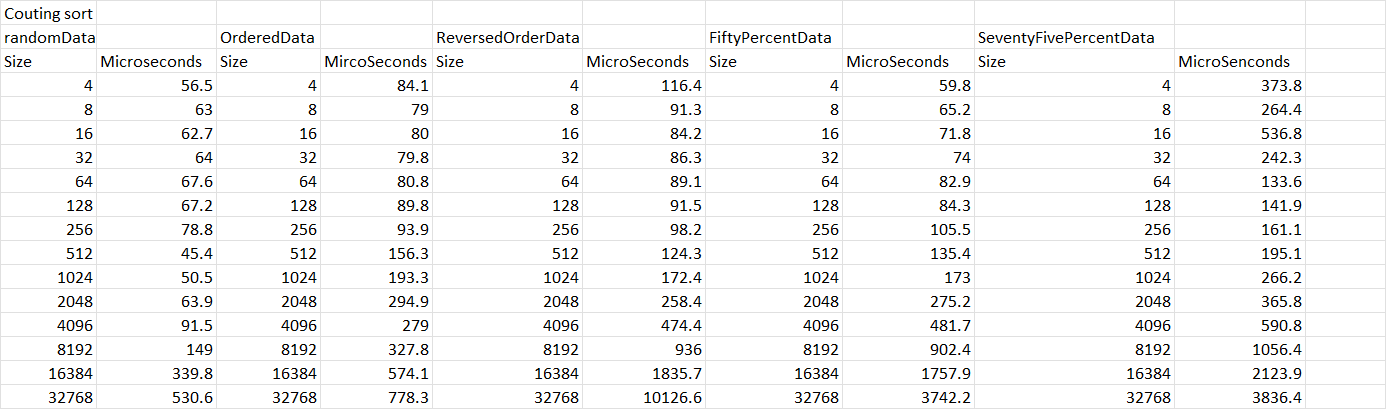 Couting sort
randomData OrderedData ReversedOrderData FiftyPercentData SeventyFivePercentData
Size Microseconds Size MircoSeconds Size MicroSeconds Size MicroSeconds Size MicroSenconds
4 56.5 4 84.1 4 116.4 4 59.8 4 373.8
8 63 8 79 8 91.3 8 65.2 8 264.4
16 62.7 16 80 16 84.2 16 71.8 16 536.8
32 64 32 79.8 32 86.3 32 74 32 242.3
64 67.6 64 80.8 64 89.1 64 82.9 64 133.6
128 67.2 128 89.8 128 91.5 128 84.3 128 141.9
256 78.8 256 93.9 256 98.2 256 105.5 256 161.1
512 45.4 512 156.3 512 124.3 512 135.4 512 195.1
1024 50.5 1024 193.3 1024 172.4 1024 173 1024 266.2
2048 63.9 2048 294.9 2048 258.4 2048 275.2 2048 365.8
4096 91.5 4096 279 4096 474.4 4096 481.7 4096 590.8
8192 149 8192 327.8 8192 936 8192 902.4 8192 1056.4
16384 339.8 16384 574.1 16384 1835.7 16384 1757.9 16384 2123.9
32768 530.6 32768 778.3 32768 10126.6 32768 3742.2 32768 3836.4